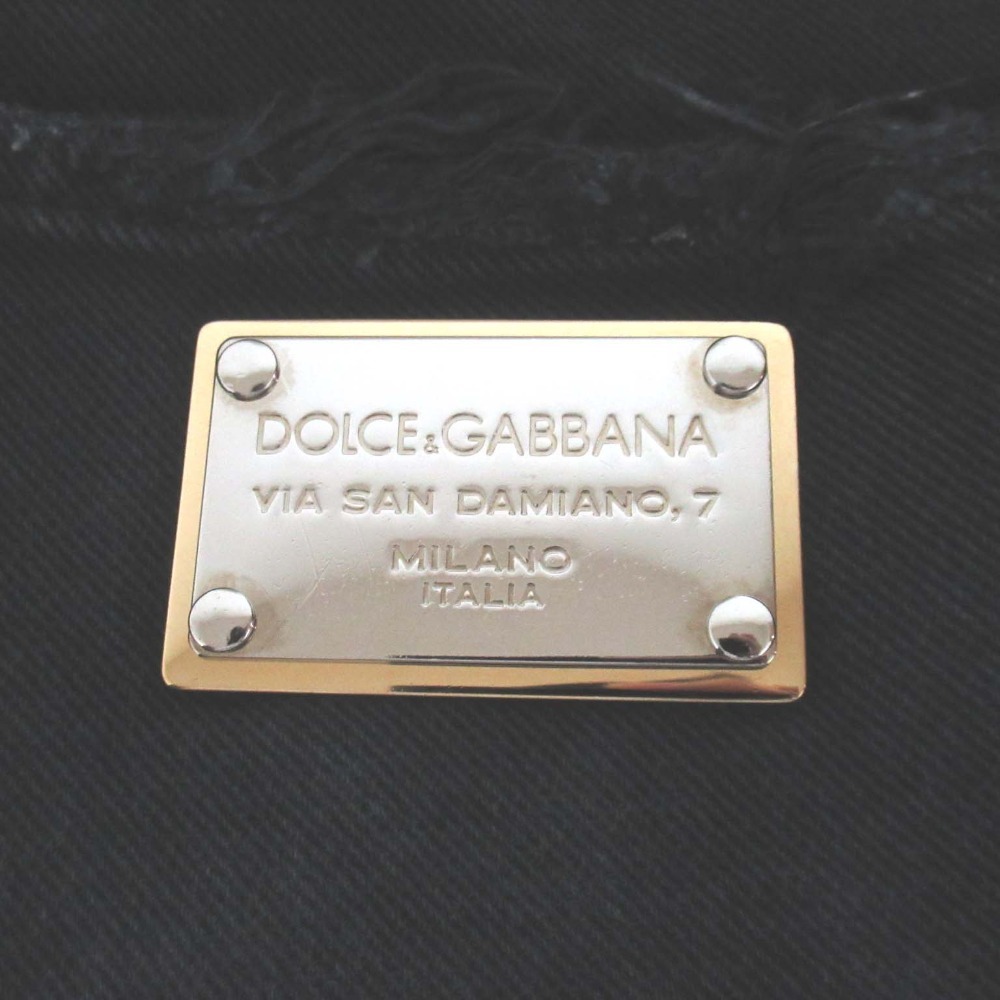 DOLCE&GABBANA
VIA SAN DAMIANO, 7
MILANO
ITALIA